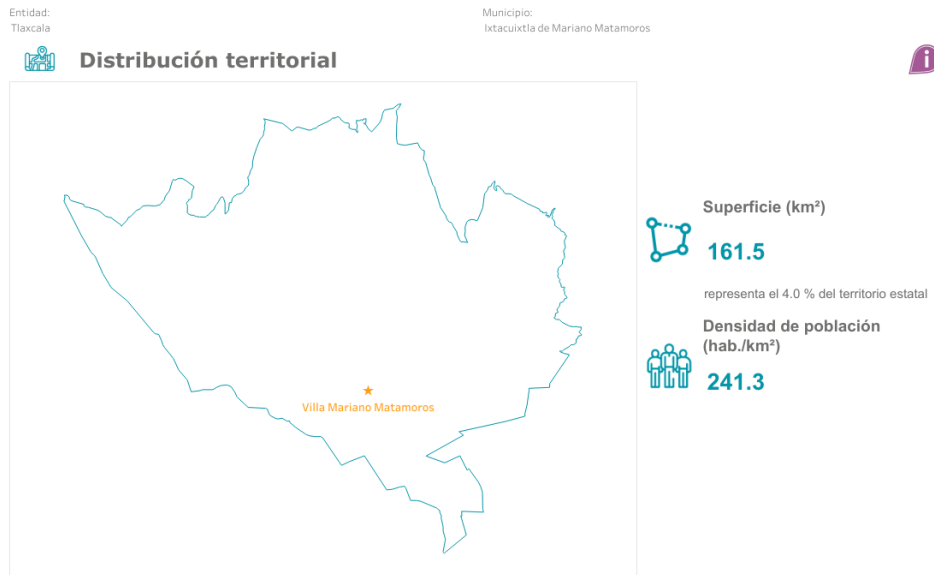 Entidad:
Tlaxcala
Municipio:
Ixtacuixtla de Mariano Matamoros
Distribución territorial
i
Superficie (km²)
161.5
representa el 4.0 % del territorio estatal
Densidad de población
(hab./km²)
241.3
Villa Mariano Matamoros